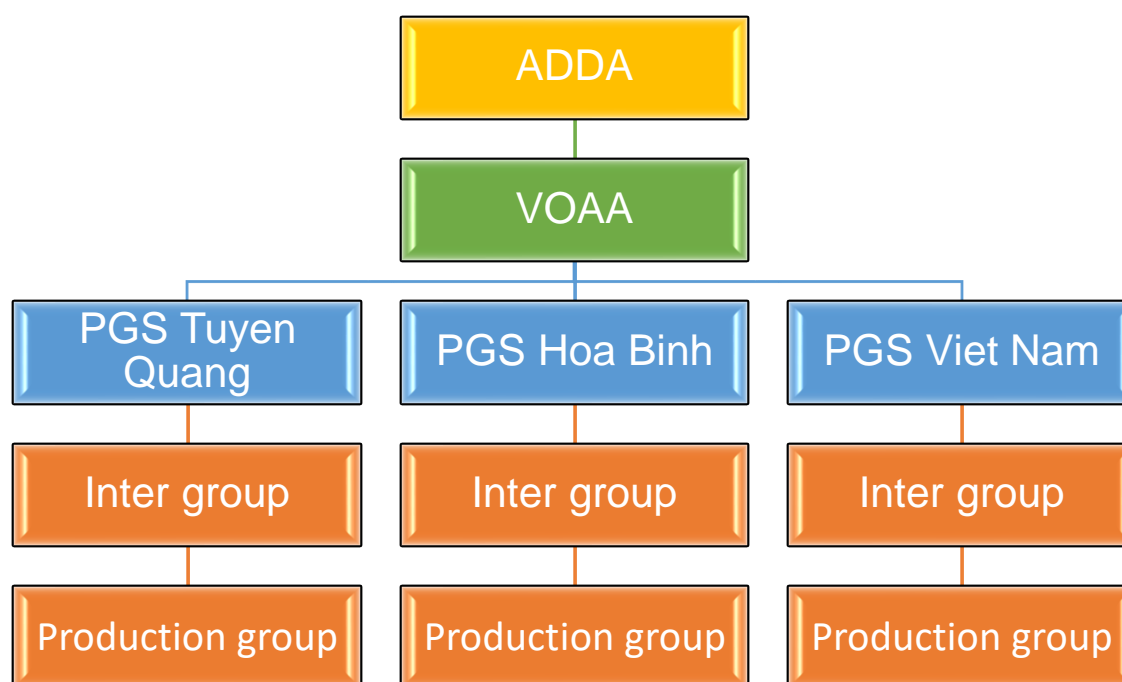 ADDA
VOAA
PGS Tuyen
Quang
PGS Hoa Binh
PGS Viet Nam
Inter group
Inter group
Inter group
Production group
Production group
Production group